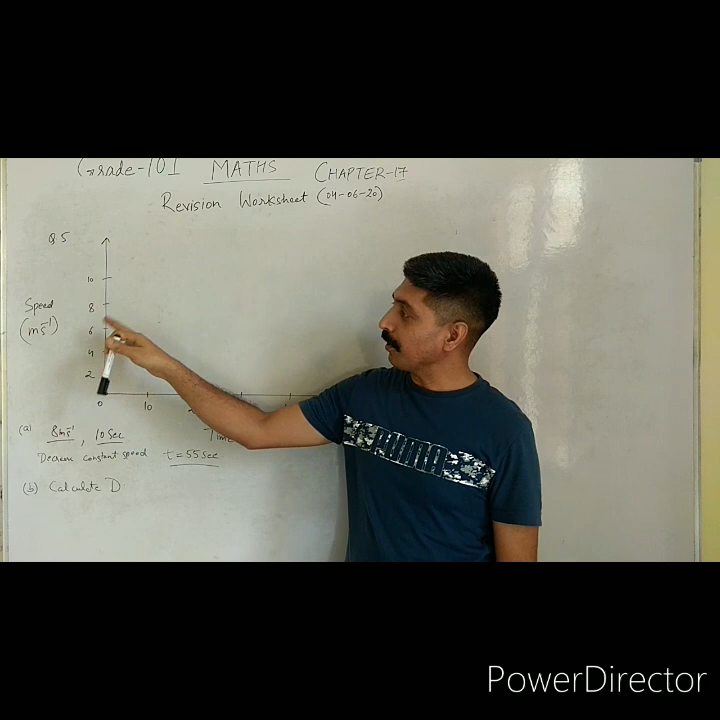 Grade-10I MATHS CHAPTER-17
Revision Worksheet (04-06-20)
Q.5
10
Speed 8
(ms⁻¹) 6
4
2
0 10
Time
(a) 8ms⁻¹, 10 Sec
Decrease constant speed t = 55 sec
(b) Calculate D
PowerDirector